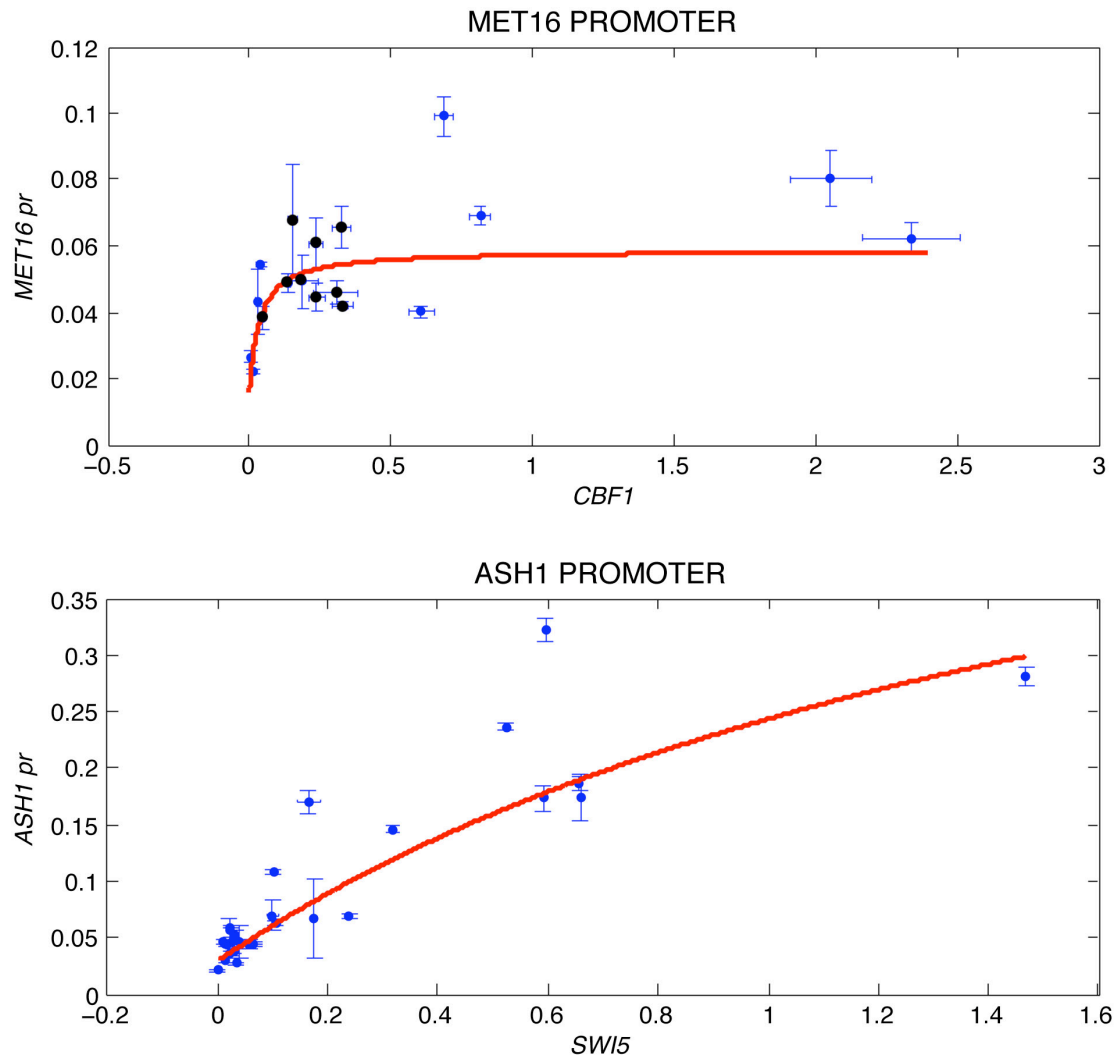 MET16 PROMOTER
0.12
0.1
0.08
0.06
0.04
0.02
0
MET16 pr
−0.5 0 0.5 1 1.5 2 2.5 3
CBF1
ASH1 PROMOTER
0.35
0.3
0.25
0.2
0.15
0.1
0.05
0
ASH1 pr
−0.2 0 0.2 0.4 0.6 0.8 1 1.2 1.4 1.6
SWI5